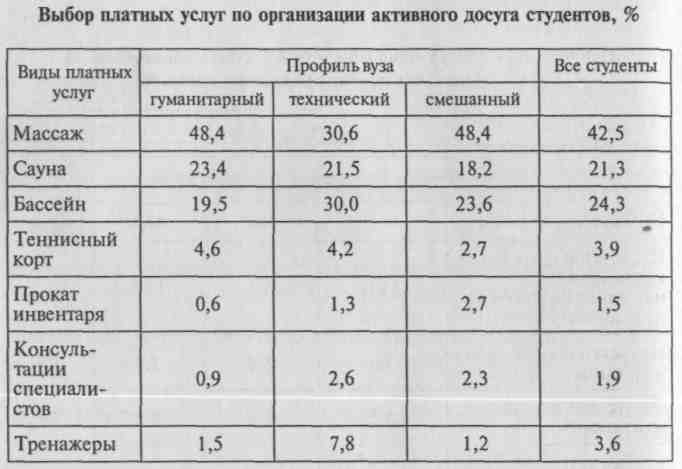 Выбор платных услуг по организации активного досуга студентов, %
Виды платных услуг Профиль вуза Все студенты
гуманитарный технический смешанный
Массаж 48,4 30,6 48,4 42,5
Сауна 23,4 21,5 18,2 21,3
Бассейн 19,5 30,0 23,6 24,3
Теннисный
корт 4,6 4,2 2,7 3,9
Прокат
инвентаря 0,6 1,3 2,7 1,5
Консуль-
тации
специали-
стов 0,9 2,6 2,3 1,9
Тренажеры 1,5 7,8 1,2 3,6